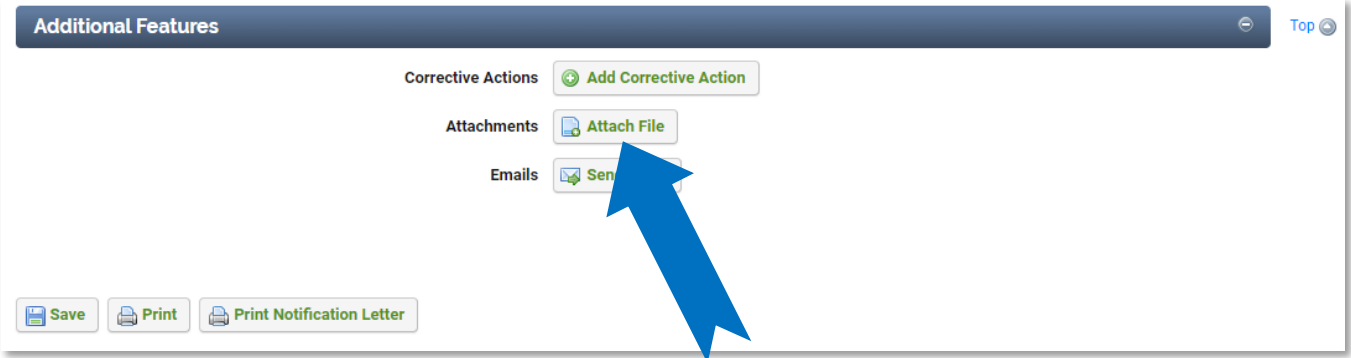 Additional Features
Top
Corrective Actions Add Corrective Action
Attachments Attach File
Emails
Save Print Print Notification Letter